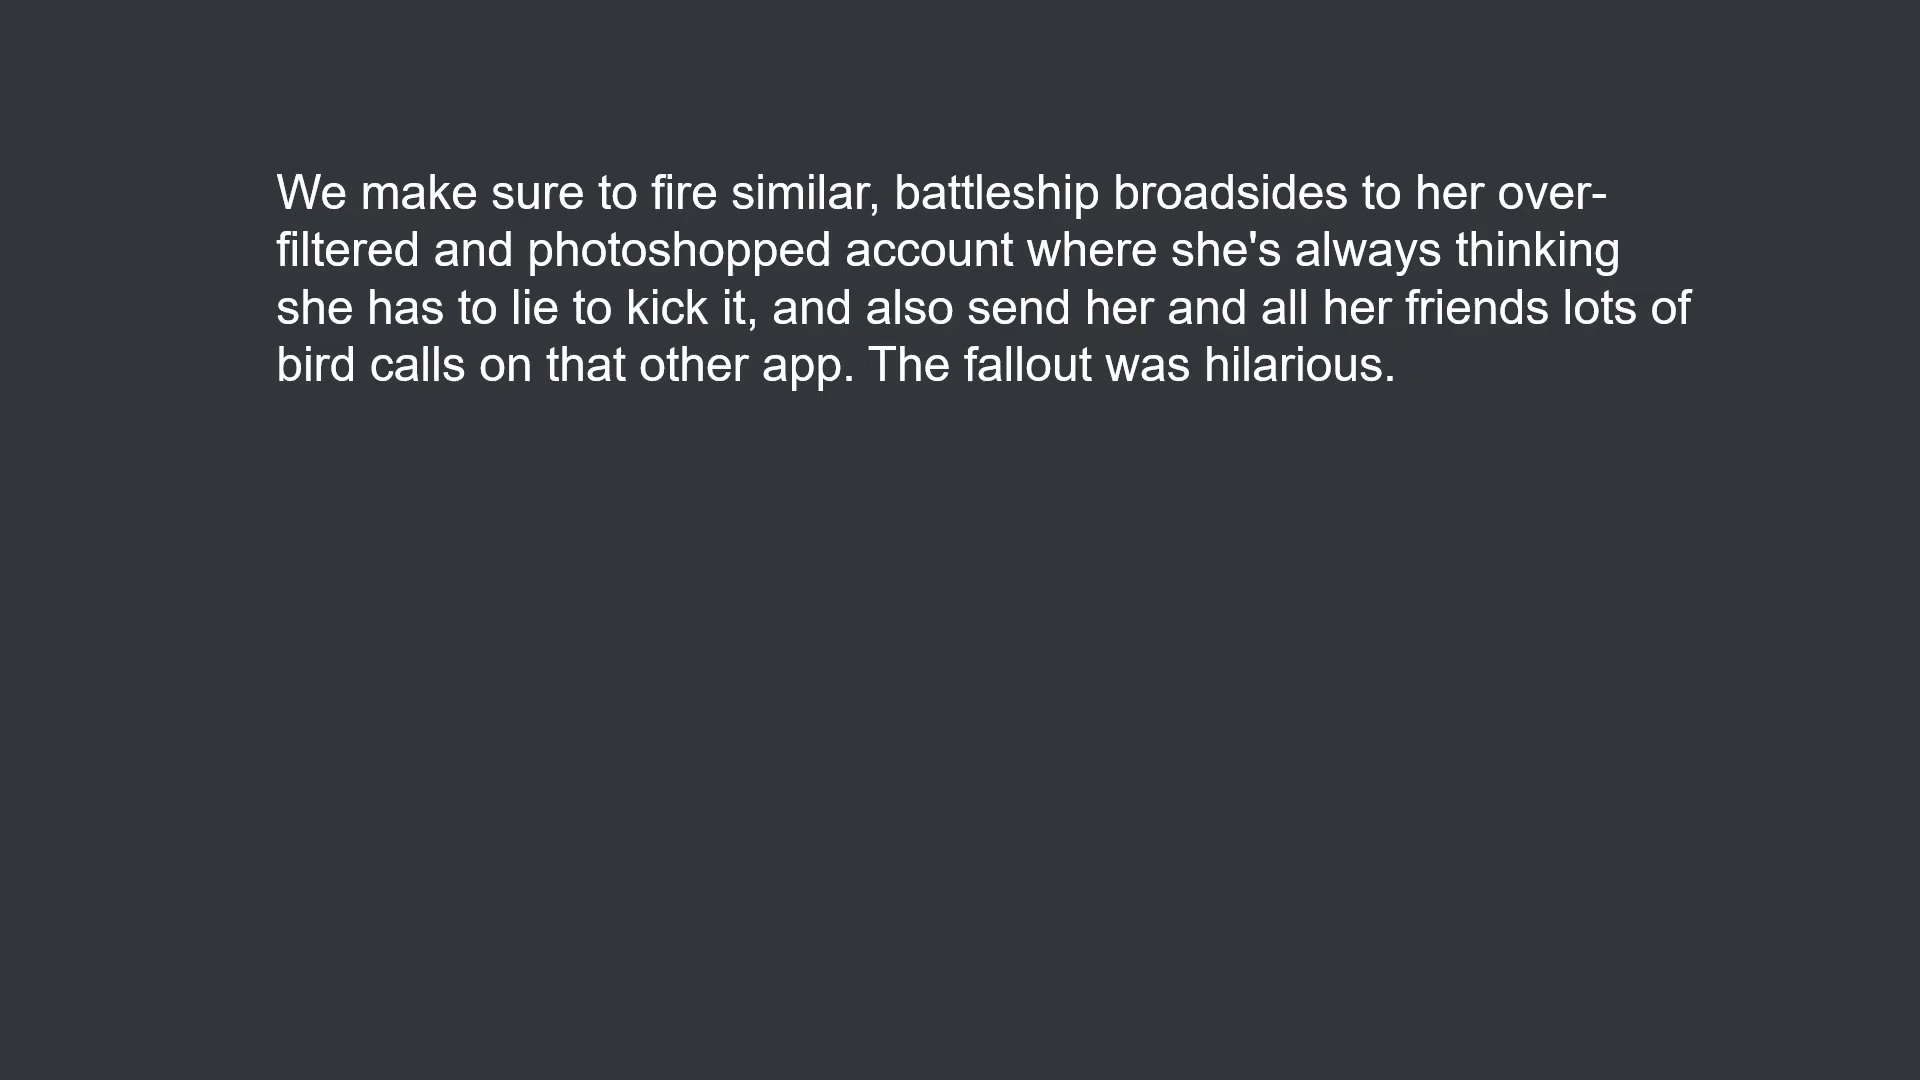 We make sure to fire similar, battleship broadsides to her over-
filtered and photoshopped account where she's always thinking
she has to lie to kick it, and also send her and all her friends lots of
bird calls on that other app. The fallout was hilarious.